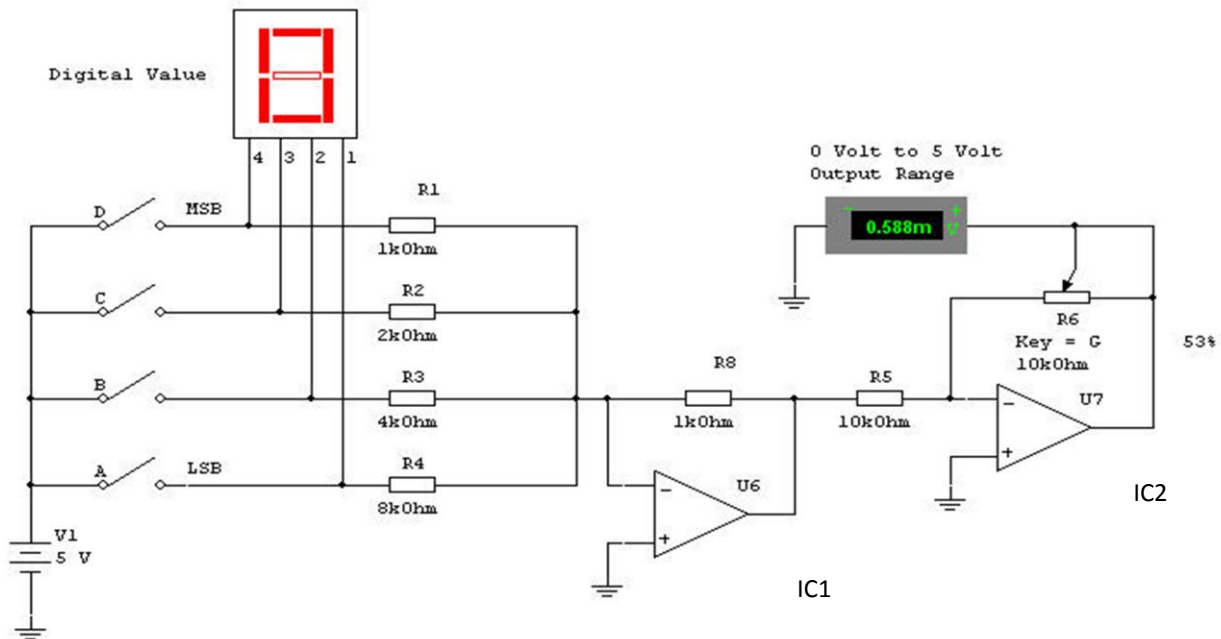 Digital Value
4 3 2 1
0 Volt to 5 Volt
Output Range
- +
0.588m V
D MSB
R1
1kOhm
C
R2
2kOhm
B
R3
4kOhm
A LSB
R4
8kOhm
V1
5 V
R8
1kOhm
R5
10kOhm
R6
Key = G
10kOhm
53%
-
+
U6
IC1
-
+
U7
IC2